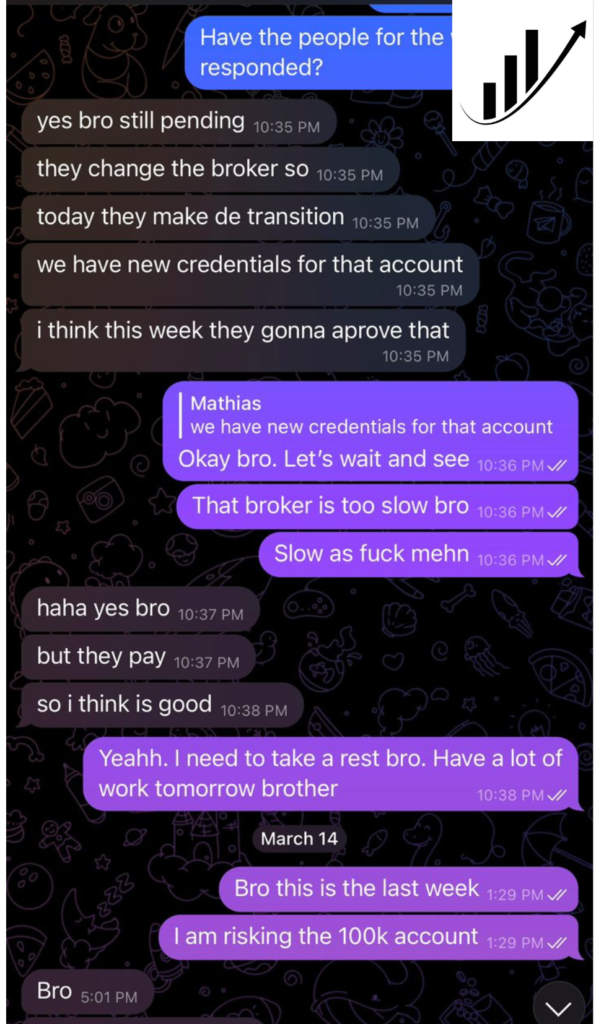 Have the people for the
responded?
yes bro still pending 10:35 PM
they change the broker so 10:35 PM
today they make de transition 10:35 PM
we have new credentials for that account
10:35 PM
i think this week they gonna aprove that
10:35 PM
Mathias
we have new credentials for that account
Okay bro. Let's wait and see 10:36 PM
That broker is too slow bro 10:36 PM
Slow as fuck mehn 10:36 PM
haha yes bro 10:37 PM
but they pay 10:37 PM
so i think is good 10:38 PM
Yeahh. I need to take a rest bro. Have a lot of
work tomorrow brother 10:38 PM
March 14
Bro this is the last week 1:29 PM
I am risking the 100k account 1:29 PM
Bro 5:01 PM